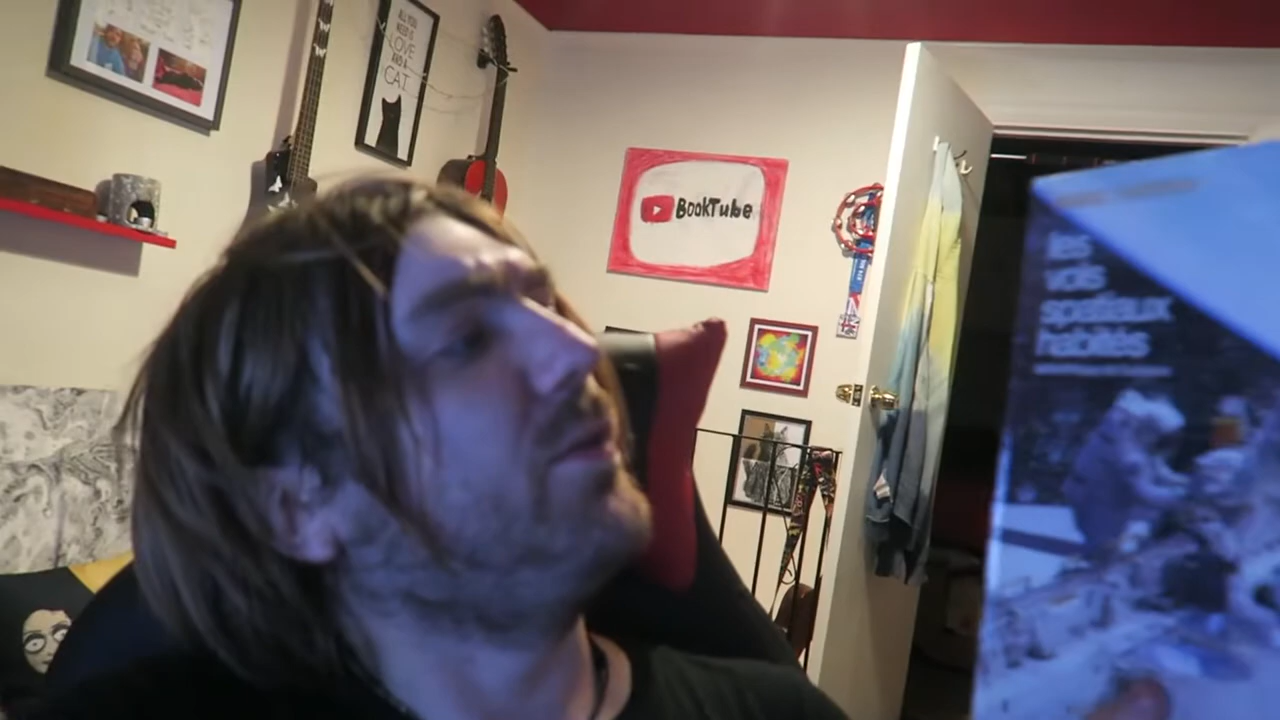 ALL YOU
NEED IS
LOVE
AND A
CAT
BookTube
les
vols
spatiaux
habités